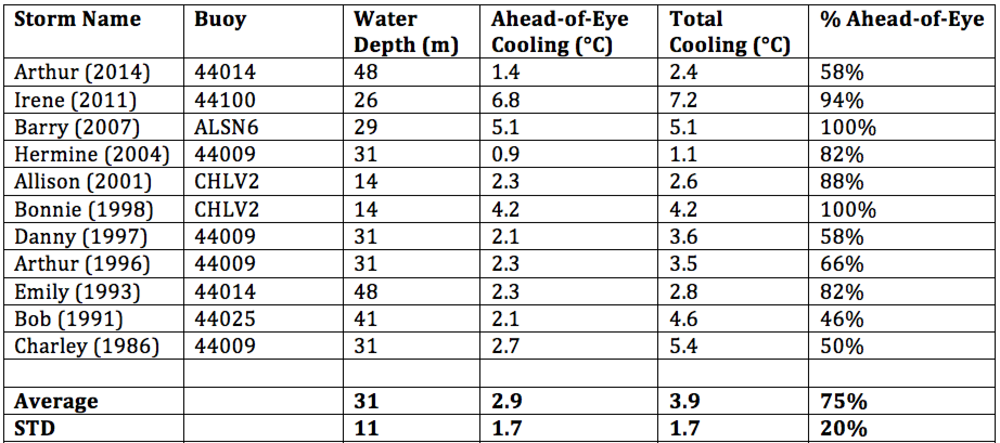 Storm Name Buoy Water Depth (m) Ahead-of-Eye Cooling (°C) Total Cooling (°C) % Ahead-of-Eye
Arthur (2014) 44014 48 1.4 2.4 58%
Irene (2011) 44100 26 6.8 7.2 94%
Barry (2007) ALSN6 29 5.1 5.1 100%
Hermine (2004) 44009 31 0.9 1.1 82%
Allison (2001) CHLV2 14 2.3 2.6 88%
Bonnie (1998) CHLV2 14 4.2 4.2 100%
Danny (1997) 44009 31 2.1 3.6 58%
Arthur (1996) 44009 31 2.3 3.5 66%
Emily (1993) 44014 48 2.3 2.8 82%
Bob (1991) 44025 41 2.1 4.6 46%
Charley (1986) 44009 31 2.7 5.4 50%
Average 31 2.9 3.9 75%
STD 11 1.7 1.7 20%